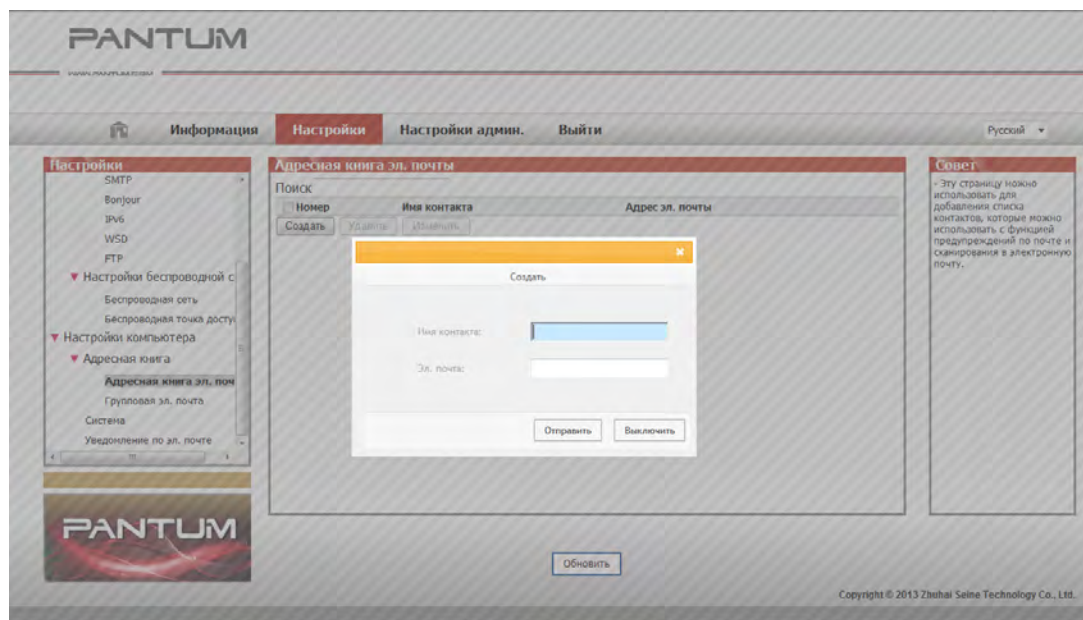 PANTUM
WWW.PANTUM.COM
Информация Настройки Настройки админ. Выйти Русский
Настройки
SMTP
Bonjour
IPv6
WSD
FTP
Настройки беспроводной с
Беспроводная сеть
Беспроводная точка досту
Настройки компьютера
Адресная книга
Адресная книга эл. поч
Групповая эл. почта
Система
Уведомление по эл. почте
PANTUM
Адресная книга эл. почты
Поиск
Номер Имя контакта Адрес эл. почты
Создать Удалить Изменить
Создать
Имя контакта:
Эл. почта:
Отправить Выключить
Обновить
Совет
- Эту страницу можно
использовать для
добавления списка
контактов, которые можно
использовать с функцией
предупреждений по почте и
сканирования в электронную
почту.
Copyright © 2013 Zhuhai Seine Technology Co., Ltd.